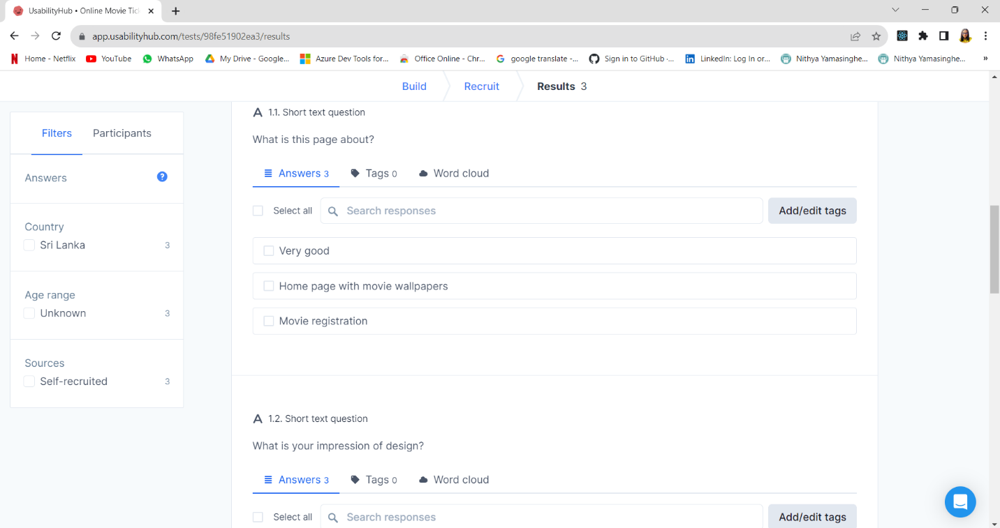 UsabilityHub • Online Movie Tic
app.usabilityhub.com/tests/98fe51902ea3/results
Home - Netflix YouTube WhatsApp My Drive - Google... Azure Dev Tools for... Office Online - Chr... google translate -... Sign in to GitHub ·... LinkedIn: Log In or... Nithya Yamasinghe... Nithya Yamasinghe... »
Build Recruit Results 3
Filters Participants
Answers ?
Country
Sri Lanka 3
Age range
Unknown 3
Sources
Self-recruited 3
A 1.1. Short text question
What is this page about?
Answers 3 Tags 0 Word cloud
Select all Search responses Add/edit tags
Very good
Home page with movie wallpapers
Movie registration
A 1.2. Short text question
What is your impression of design?
Answers 3 Tags 0 Word cloud
Select all Search responses Add/edit tags